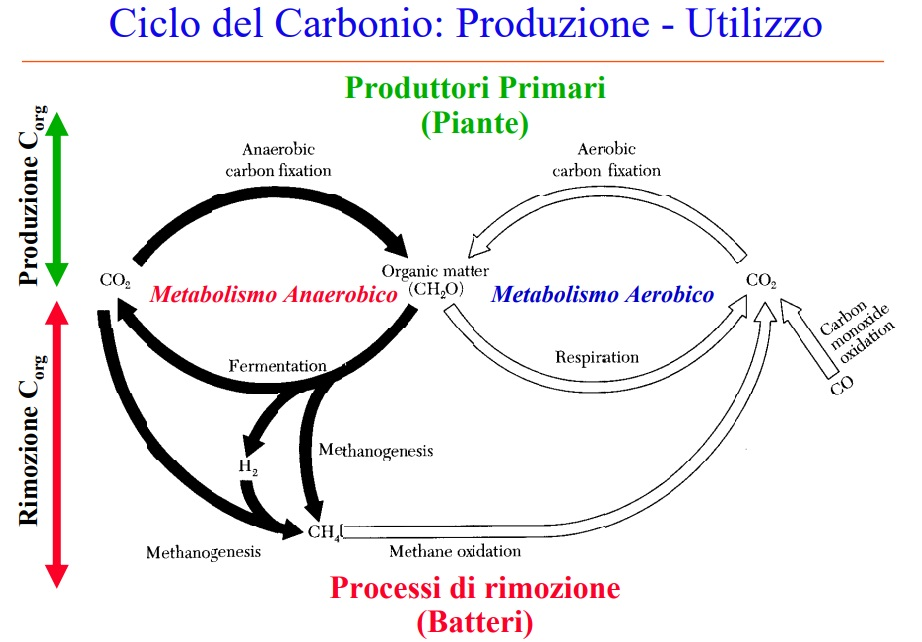 Ciclo del Carbonio: Produzione - Utilizzo
Produttori Primari
(Piante)
Produzione Corg
Rimozione Corg
Anaerobic
carbon fixation
Aerobic
carbon fixation
CO₂
Organic matter
(CH₂O)
CO₂
Metabolismo Anaerobico
Metabolismo Aerobico
Carbon
monoxide
oxidation
CO
Fermentation
Respiration
Methanogenesis
H₂
CH₄
Methanogenesis
Methane oxidation
Processi di rimozione
(Batteri)